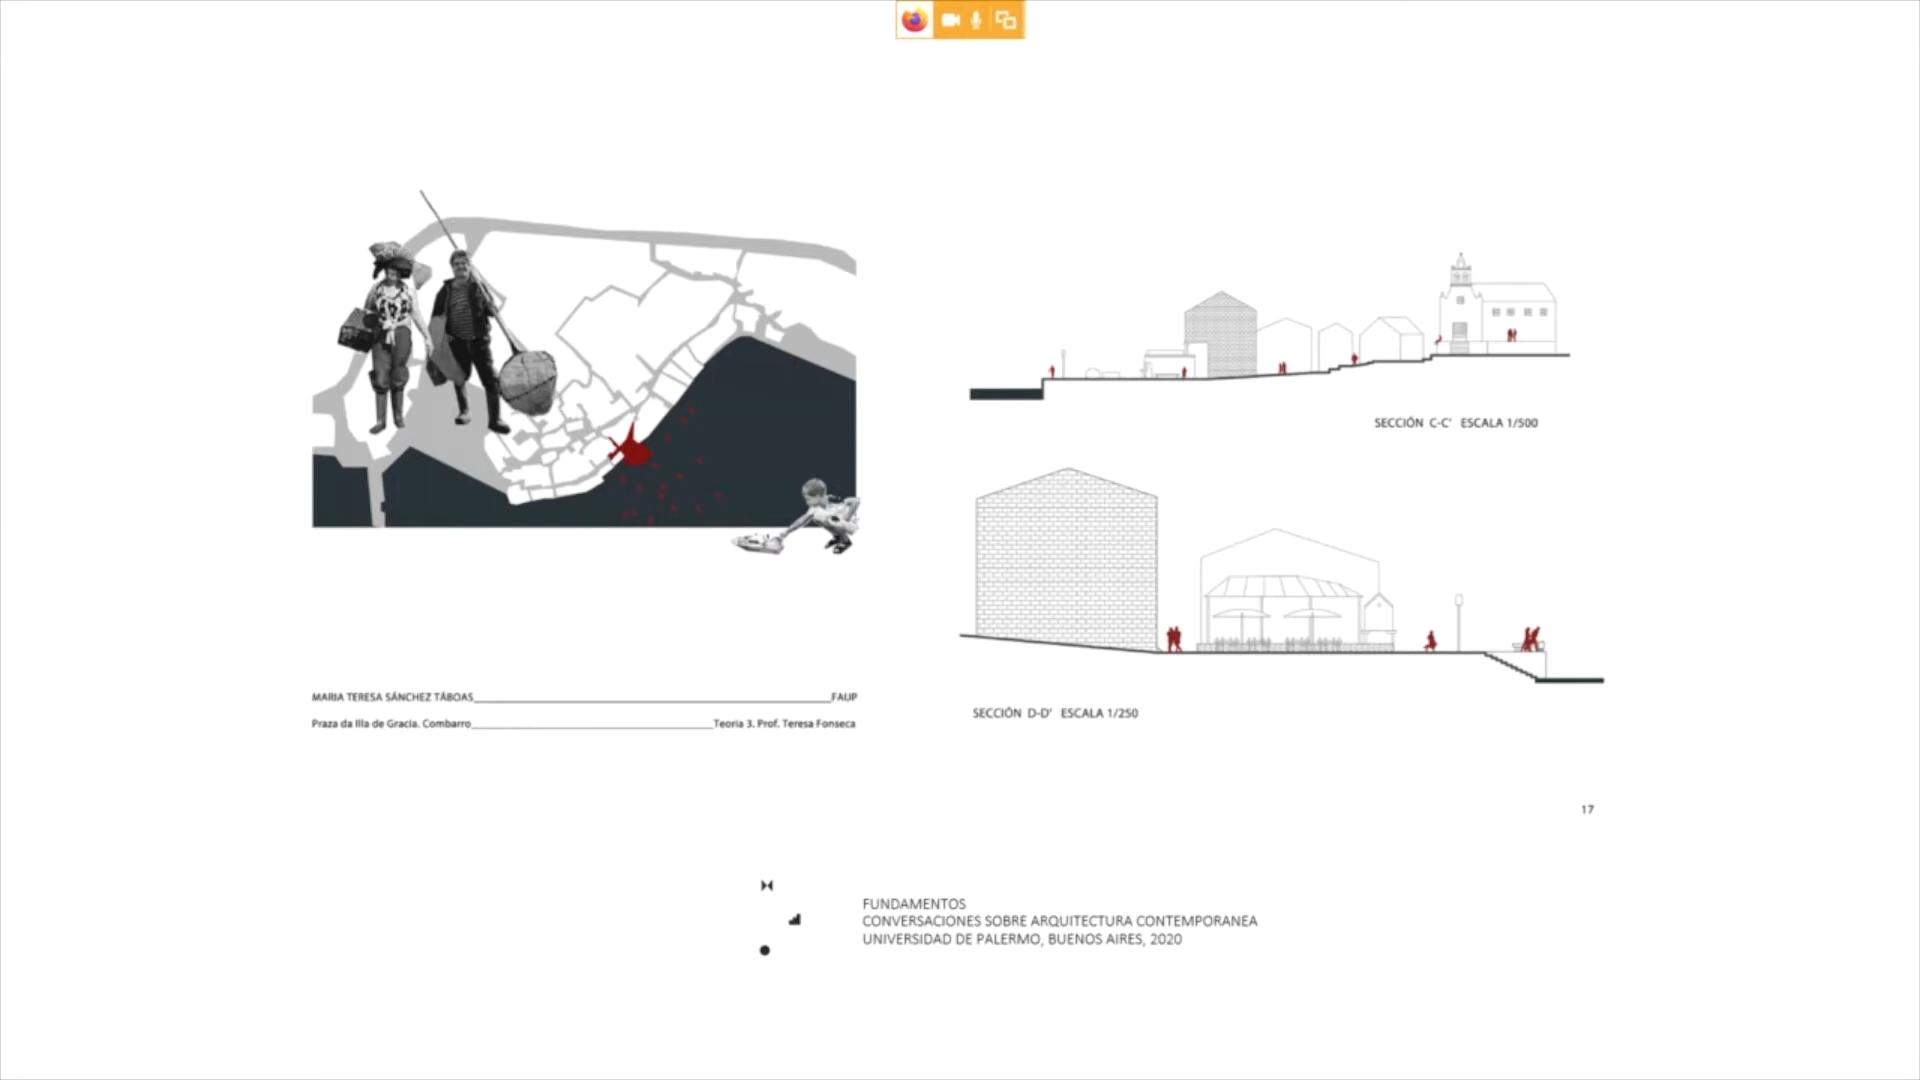 SECCIÓN C-C' ESCALA 1/500
MARIA TERESA SÁNCHEZ TÁBOAS FAUP
Praza da Illa de Gracia. Combarro Teoria 3. Prof. Teresa Fonseca
SECCIÓN D-D' ESCALA 1/250
17
FUNDAMENTOS
CONVERSACIONES SOBRE ARQUITECTURA CONTEMPORANEA
UNIVERSIDAD DE PALERMO, BUENOS AIRES, 2020